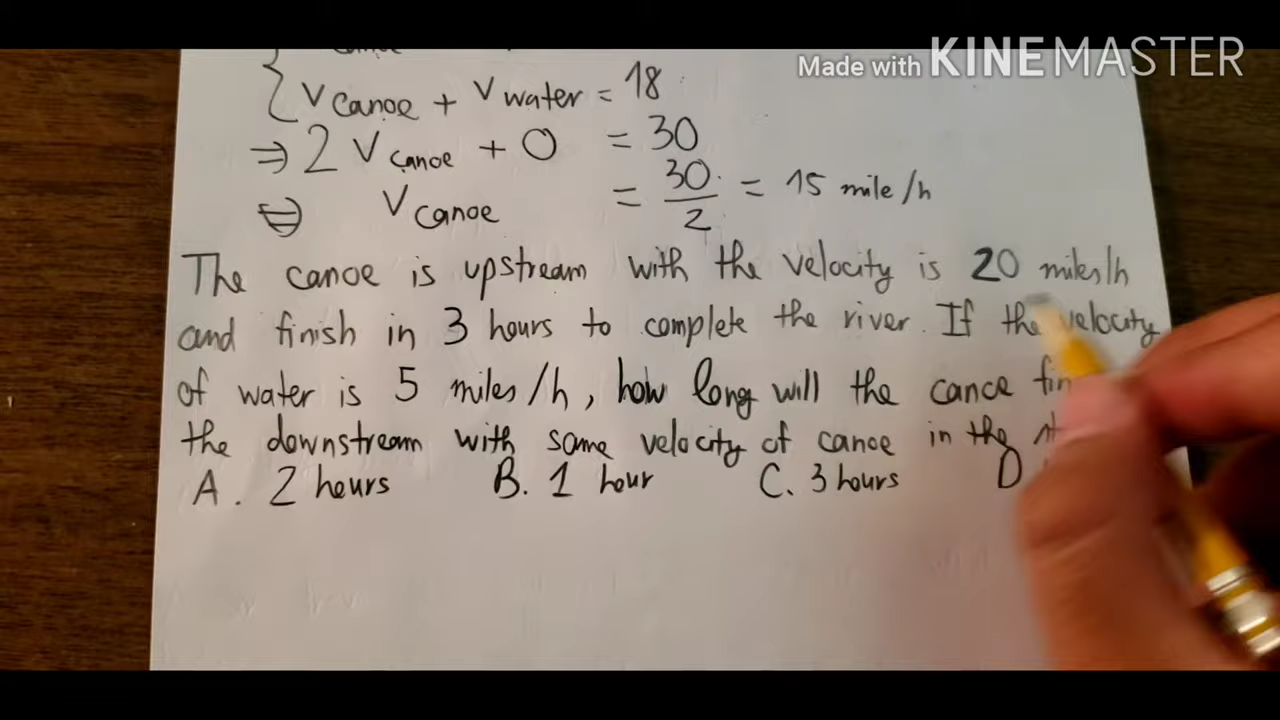 Made with KINEMASTER
{ V canoe + V water = 18
⇒ 2 V canoe + 0 = 30
⇔ V canoe = 30/2 = 15 mile/h
The canoe is upstream with the velocity is 20 miles/h
and finish in 3 hours to complete the river. If the velocity
of water is 5 miles/h, how long will the canoe
the downstream with same velocity of canoe in the
A. 2 hours B. 1 hour C. 3 hours D